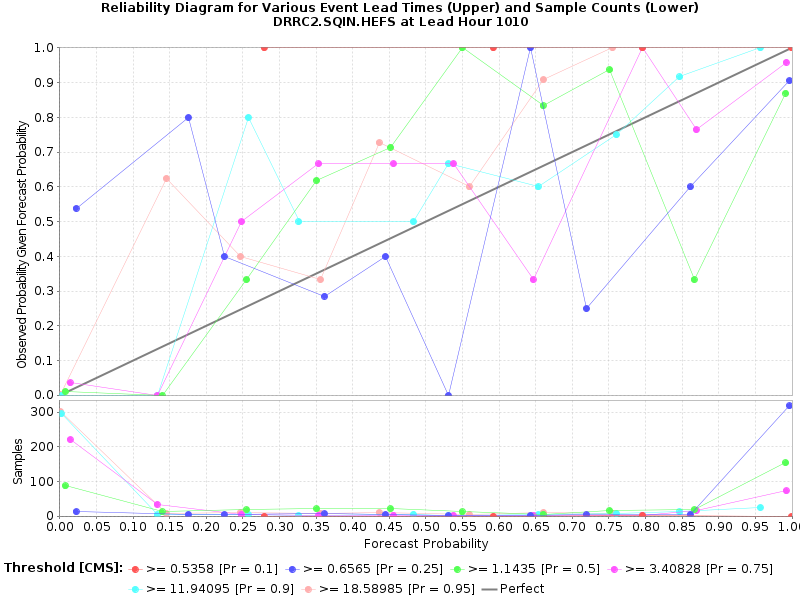 Reliability Diagram for Various Event Lead Times (Upper) and Sample Counts (Lower)
DRRC2.SQIN.HEFS at Lead Hour 1010
Observed Probability Given Forecast Probability
1.0
0.9
0.8
0.7
0.6
0.5
0.4
0.3
0.2
0.1
0.0
Samples
300
200
100
0
0.00 0.05 0.10 0.15 0.20 0.25 0.30 0.35 0.40 0.45 0.50 0.55 0.60 0.65 0.70 0.75 0.80 0.85 0.90 0.95 1.0
Forecast Probability
Threshold [CMS]: >= 0.5358 [Pr = 0.1] >= 0.6565 [Pr = 0.25] >= 1.1435 [Pr = 0.5] >= 3.40828 [Pr = 0.75]
>= 11.94095 [Pr = 0.9] >= 18.58985 [Pr = 0.95] Perfect